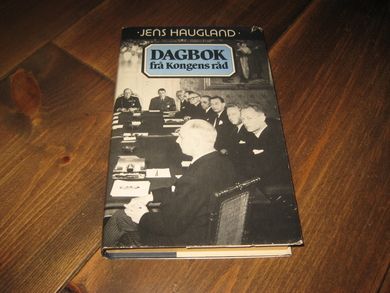 JENS HAUGLAND
DAGBOK
frå Kongens råd